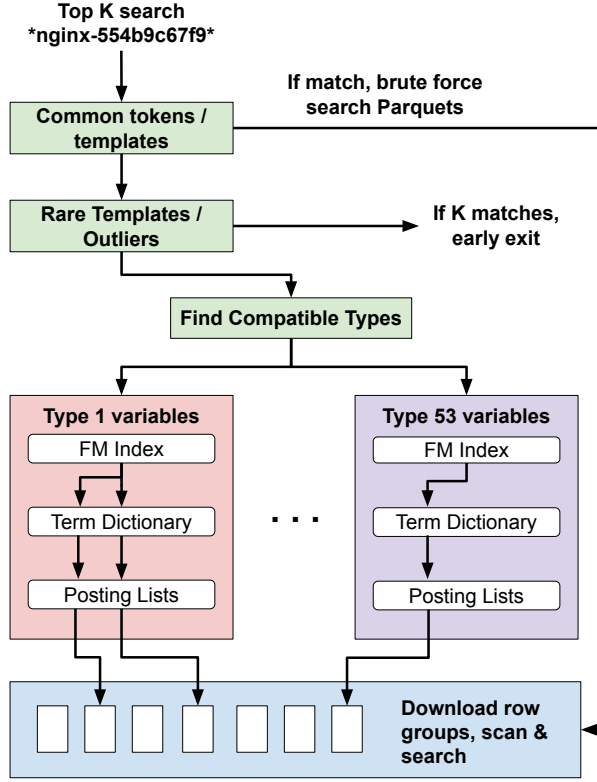 Top K search
*nginx-554b9c67f9*
If match, brute force
search Parquets
Common tokens /
templates
Rare Templates /
Outliers
If K matches,
early exit
Find Compatible Types
Type 1 variables
FM Index
Term Dictionary
Posting Lists
. . .
Type 53 variables
FM Index
Term Dictionary
Posting Lists
Download row
groups, scan &
search